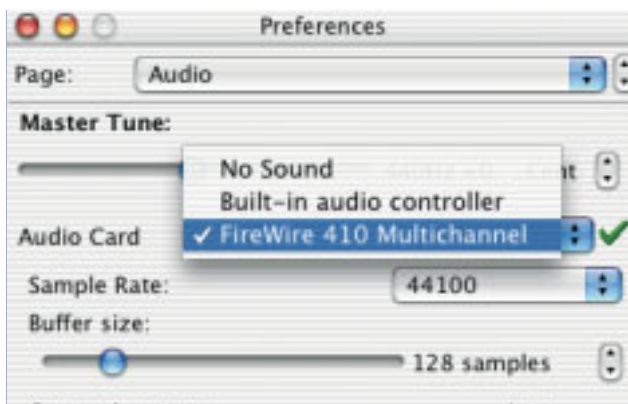 Preferences
Page: Audio
Master Tune:
No Sound
Built-in audio controller
Audio Card ✓ FireWire 410 Multichannel
Sample Rate: 44100
Buffer size:
128 samples